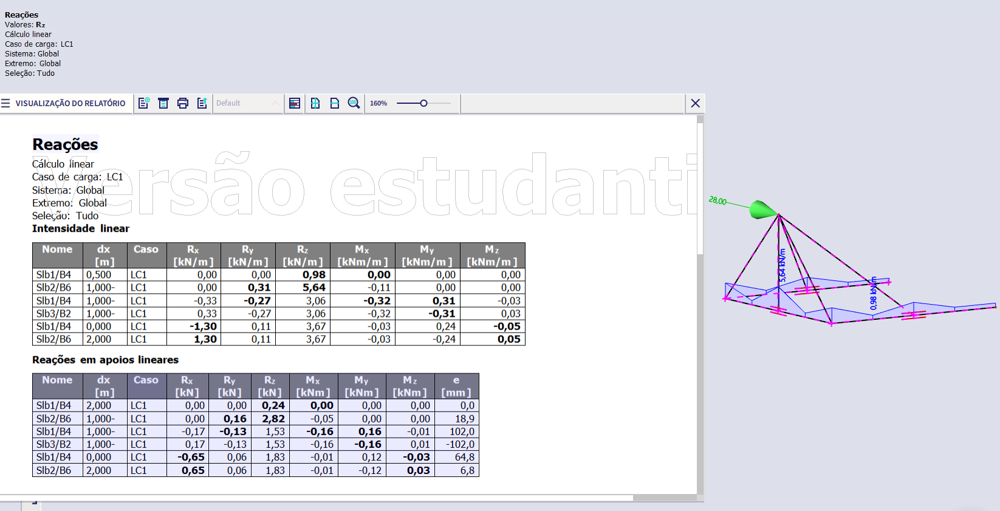 Reações
Valores: Rz
Cálculo linear
Caso de carga: LC1
Sistema: Global
Extremo: Global
Seleção: Tudo
VISUALIZAÇÃO DO RELATÓRIO
Default
100
160%
Reações
Versão estudanti
Cálculo linear
Caso de carga: LC1
Sistema: Global
Extremo: Global
Seleção: Tudo
Intensidade linear
Nome dx [m] Caso Rx [kN/m] Ry [kN/m] Rz [kN/m] Mx [kNm/m] My [kNm/m] Mz [kNm/m]
Slb1/B4 0,500 LC1 0,00 0,00 0,98 0,00 0,00 0,00
Slb2/B6 1,000- LC1 0,00 0,31 5,64 -0,11 0,00 0,00
Slb1/B4 1,000- LC1 -0,33 -0,27 3,06 -0,32 0,31 -0,03
Slb3/B2 1,000- LC1 0,33 -0,27 3,06 -0,32 -0,31 0,03
Slb1/B4 0,000 LC1 -1,30 0,11 3,67 -0,03 0,24 -0,05
Slb2/B6 2,000 LC1 1,30 0,11 3,67 -0,03 -0,24 0,05
Reações em apoios lineares
Nome dx [m] Caso Rx [kN] Ry [kN] Rz [kN] Mx [kNm] My [kNm] Mz [kNm] e [mm]
Slb1/B4 2,000 LC1 0,00 0,00 0,24 0,00 0,00 0,00 0,0
Slb2/B6 1,000- LC1 0,00 0,16 2,82 -0,05 0,00 0,00 18,9
Slb1/B4 1,000- LC1 -0,17 -0,13 1,53 -0,16 0,16 -0,01 102,0
Slb3/B2 1,000- LC1 0,17 -0,13 1,53 -0,16 -0,16 0,01 -102,0
Slb1/B4 0,000 LC1 -0,65 0,06 1,83 -0,01 0,12 -0,03 64,8
Slb2/B6 2,000 LC1 0,65 0,06 1,83 -0,01 -0,12 0,03 6,8
28,00
5,64 kN/m
0,98 kN/m